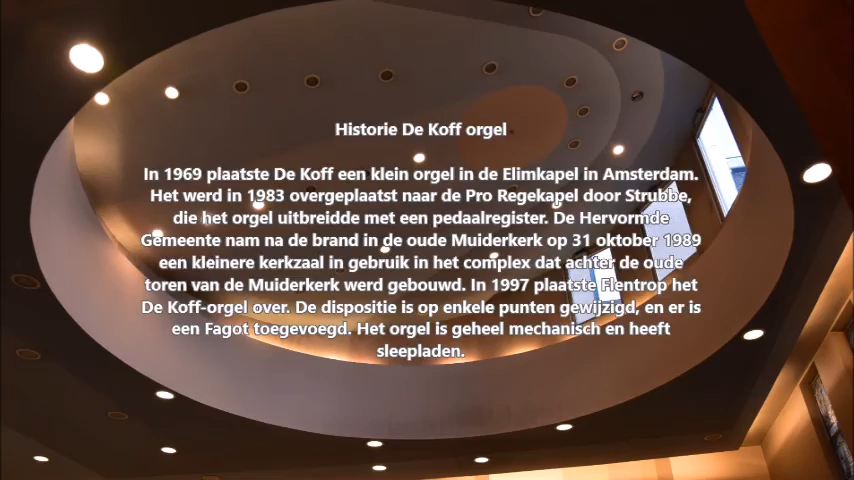 Historie De Koff orgel
In 1969 plaatste De Koff een klein orgel in de Elimkapel in Amsterdam.
Het werd in 1983 overgeplaatst naar de Pro Regekapel door Strubbe,
die het orgel uitbreidde met een pedaalregister. De Hervormde
Gemeente nam na de brand in de oude Muiderkerk op 31 oktober 1989
een kleinere kerkzaal in gebruik in het complex dat achter de oude
toren van de Muiderkerk werd gebouwd. In 1997 plaatste Flentrop het
De Koff-orgel over. De dispositie is op enkele punten gewijzigd, en er is
een Fagot toegevoegd. Het orgel is geheel mechanisch en heeft
sleepladen.